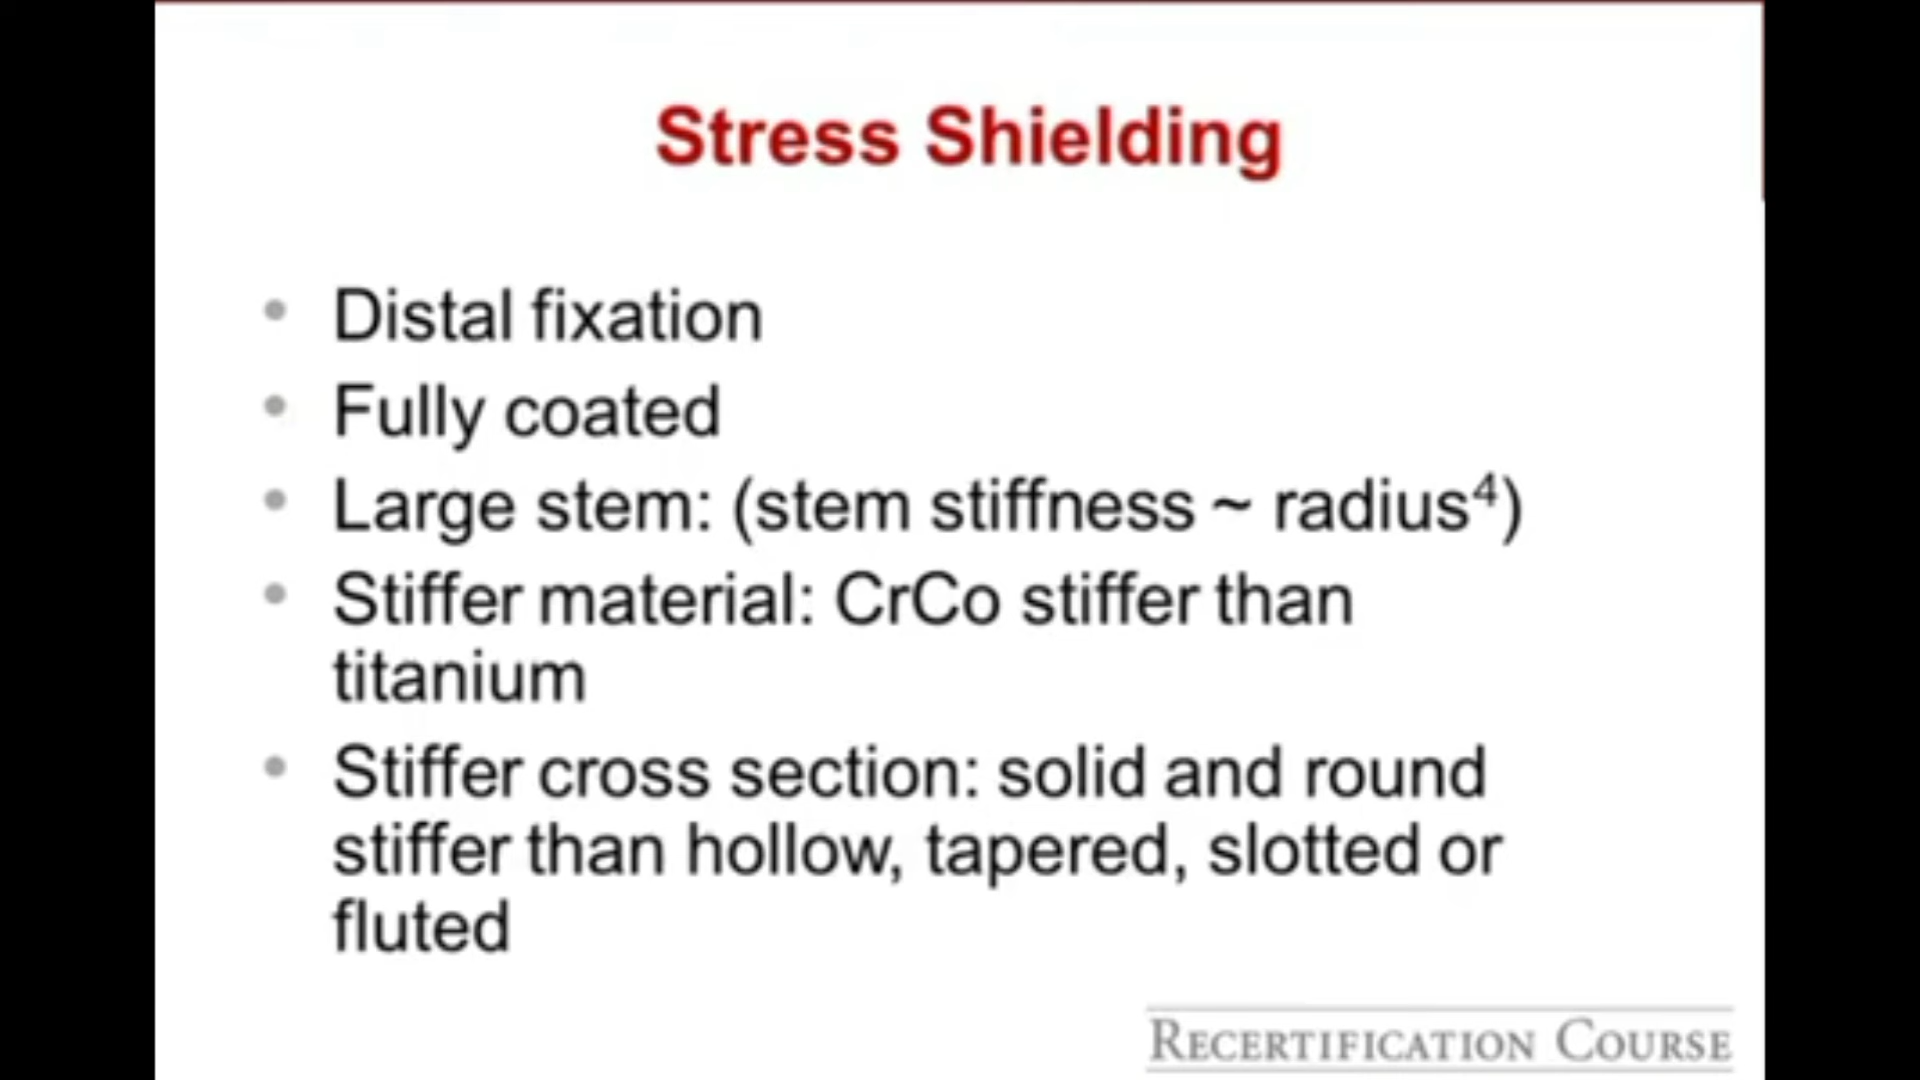 Stress Shielding
• Distal fixation
• Fully coated
• Large stem: (stem stiffness ~ radius⁴)
• Stiffer material: CrCo stiffer than
titanium
• Stiffer cross section: solid and round
stiffer than hollow, tapered, slotted or
fluted
RECERTIFICATION COURSE